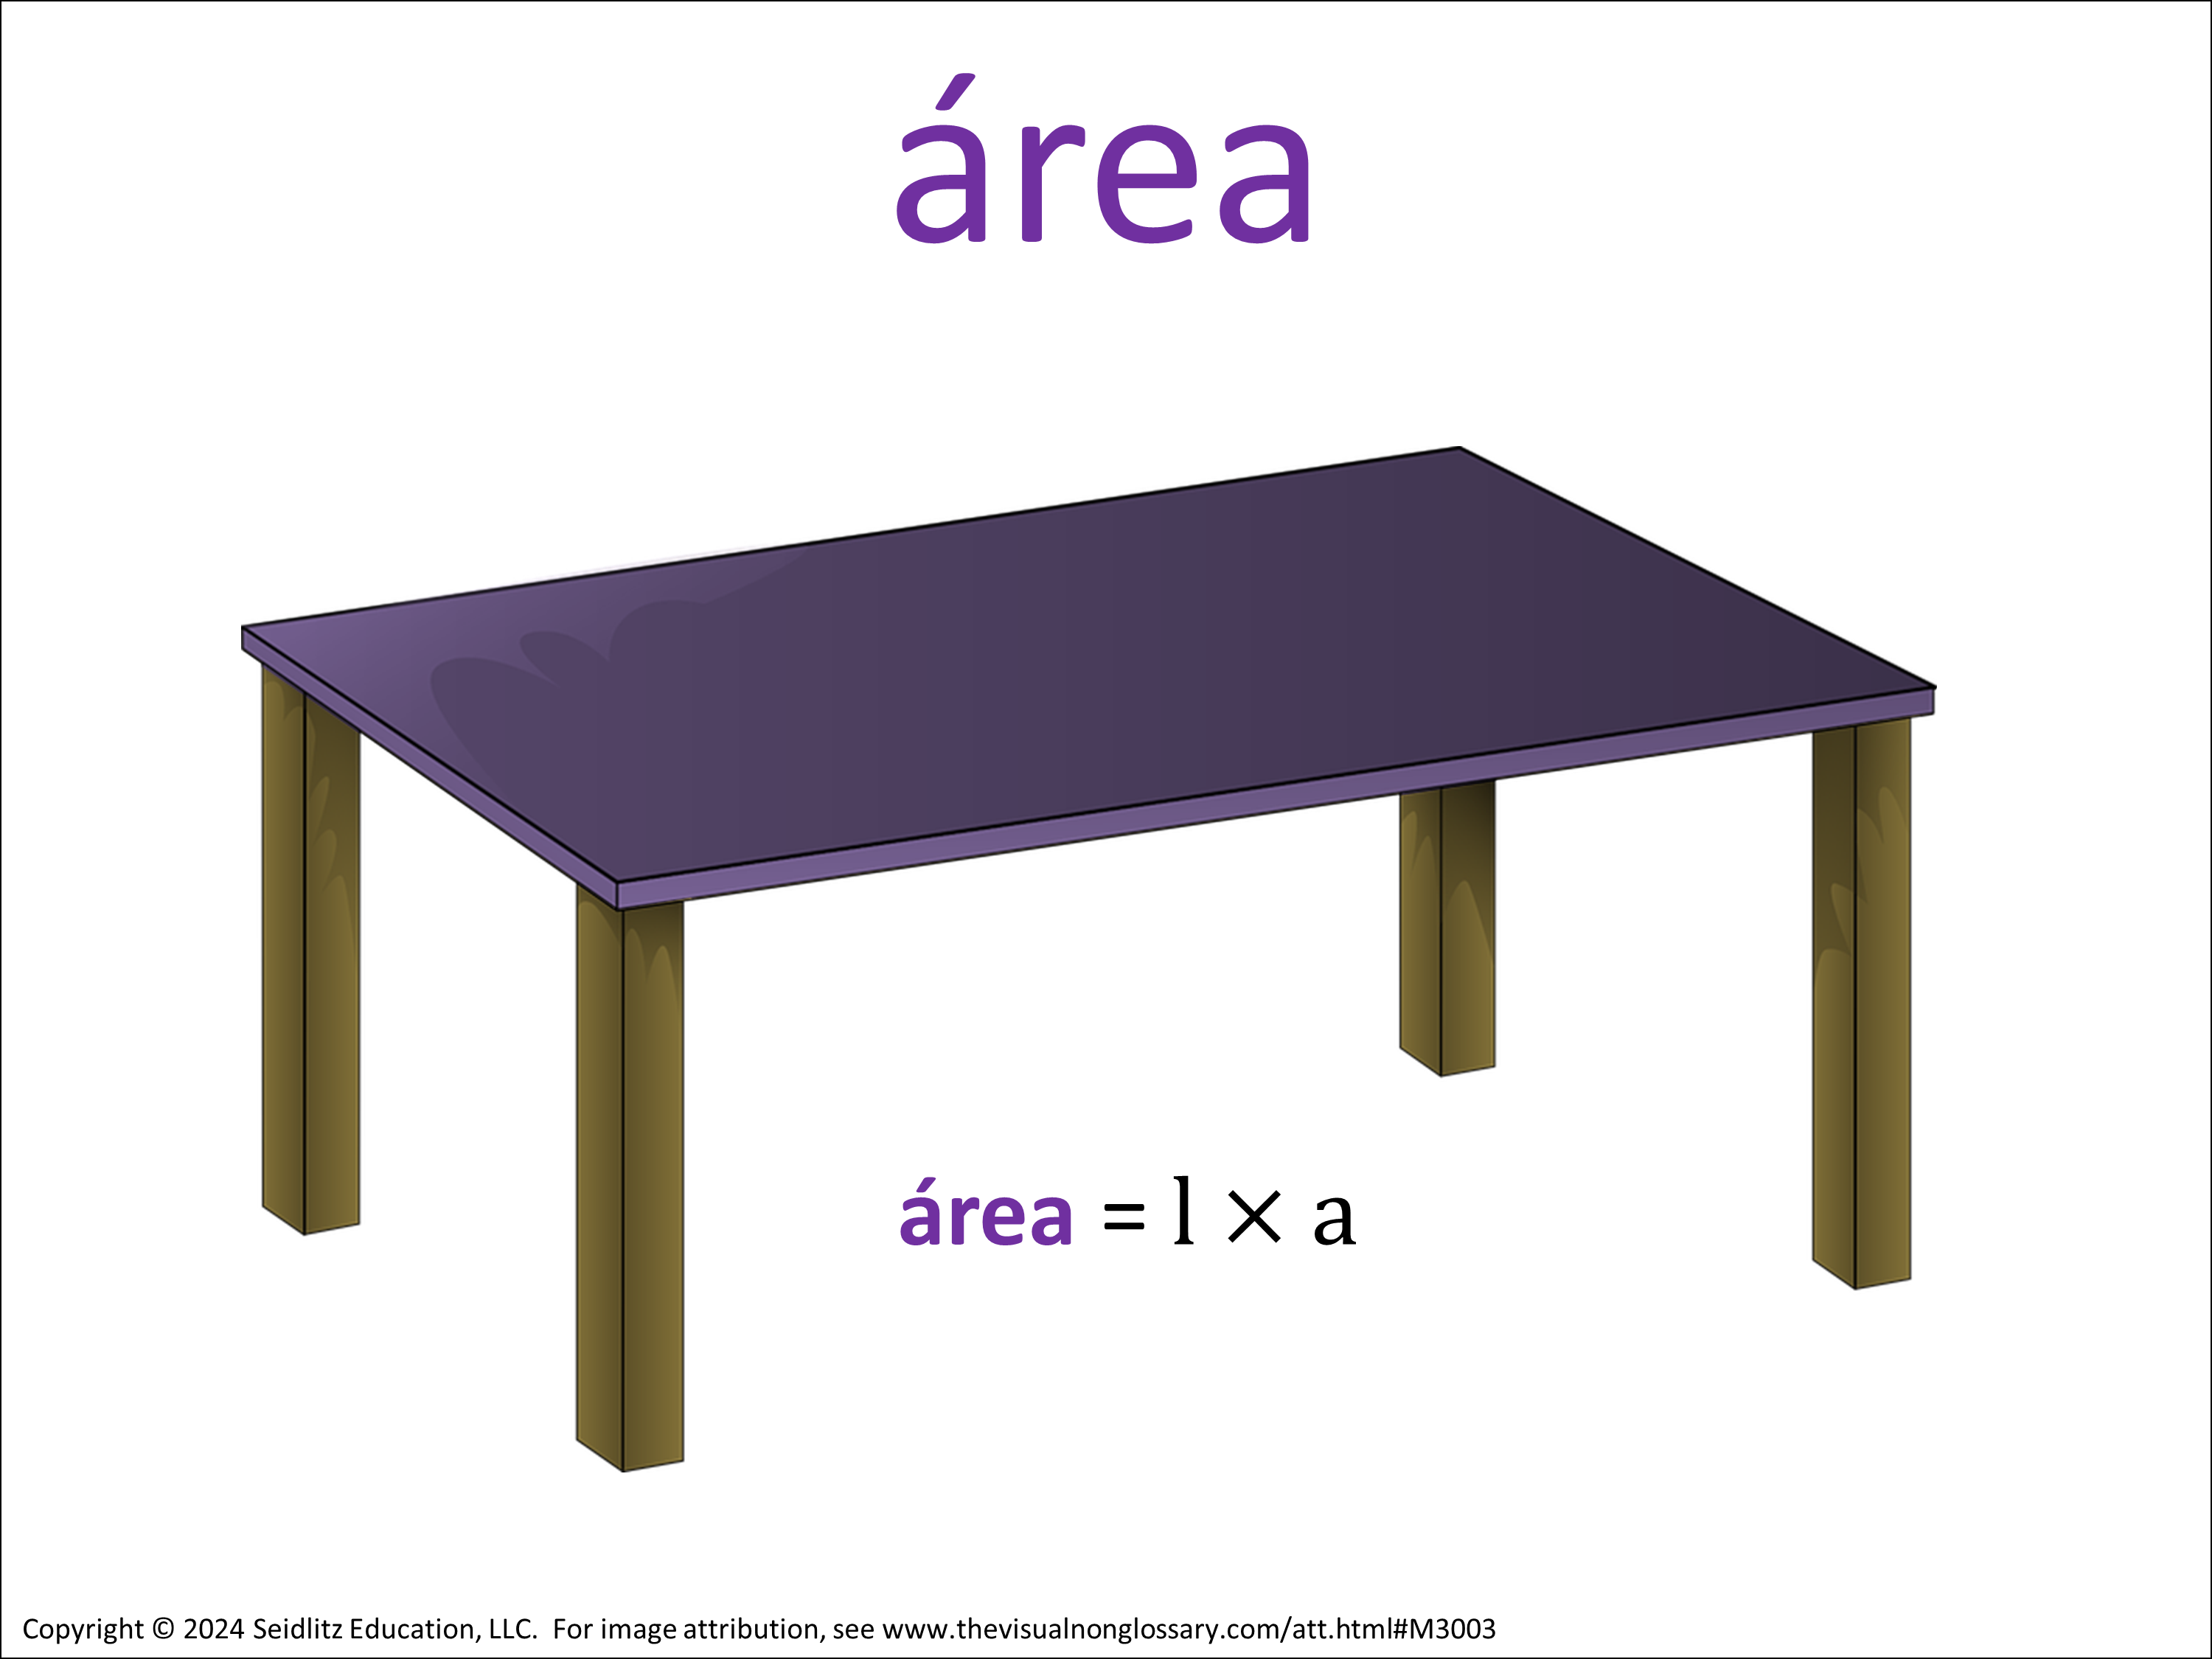 área
área = l × a
Copyright © 2024 Seidlitz Education, LLC.  For image attribution, see www.thevisualnonglossary.com/att.html#M3003